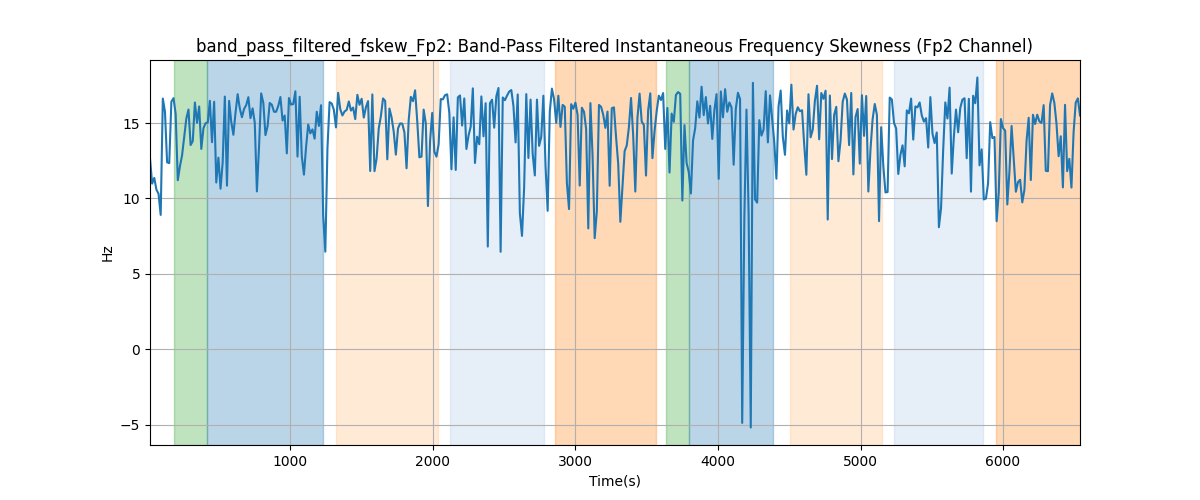 band_pass_filtered_fskew_Fp2: Band-Pass Filtered Instantaneous Frequency Skewness (Fp2 Channel)
15
10
5
0
−5
Hz
1000 2000 3000 4000 5000 6000
Time(s)